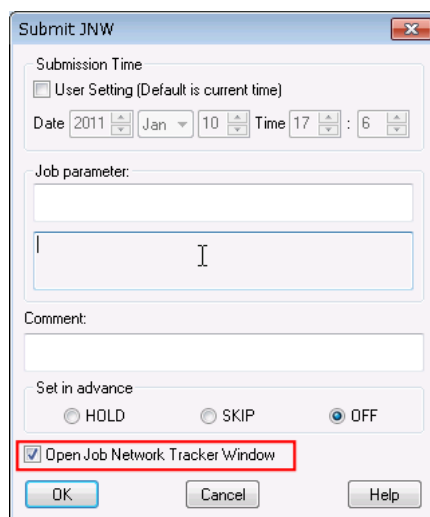 Submit JNW
Submission Time
User Setting (Default is current time)
Date 2011 Jan 10 Time 17 : 6
Job parameter:
Comment:
Set in advance
HOLD SKIP OFF
Open Job Network Tracker Window
OK Cancel Help